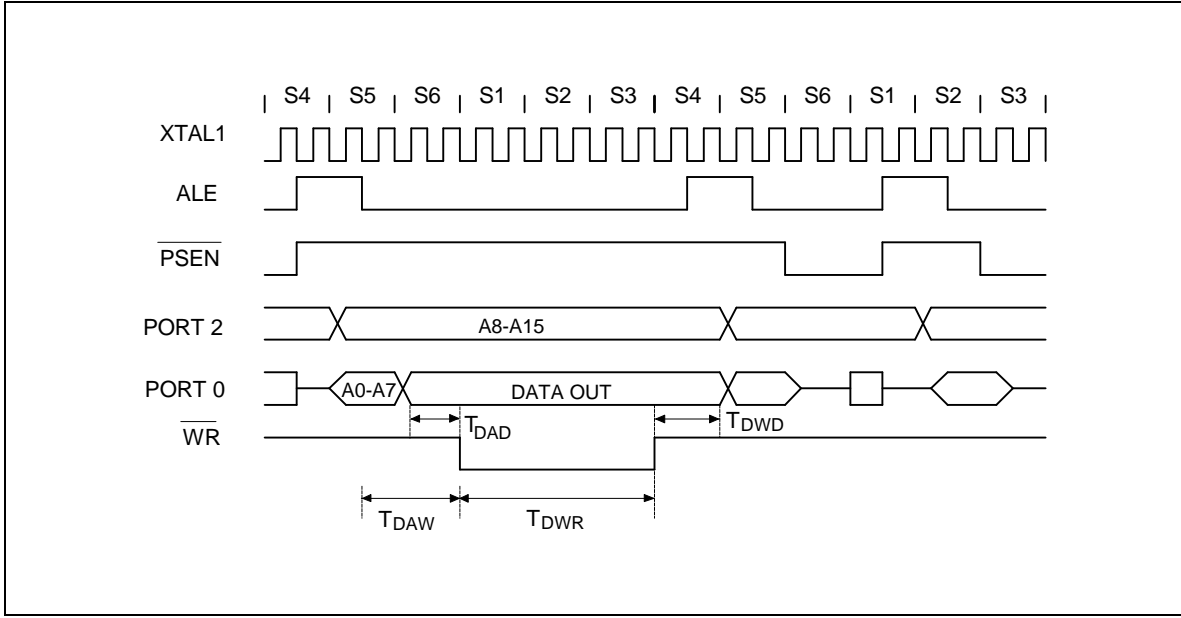 S4 S5 S6 S1 S2 S3 S4 S5 S6 S1 S2 S3
XTAL1
ALE
PSEN
PORT 2 A8-A15
PORT 0 A0-A7 DATA OUT
WR TDAD TDWD
TDAW TDWR